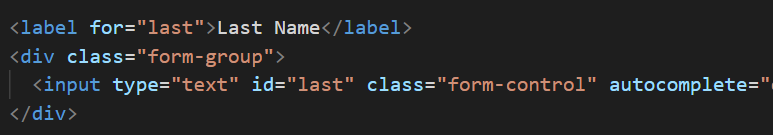 <label for="last">Last Name</label>
<div class="form-group">
<input type="text" id="last" class="form-control" autocomplete="
</div>